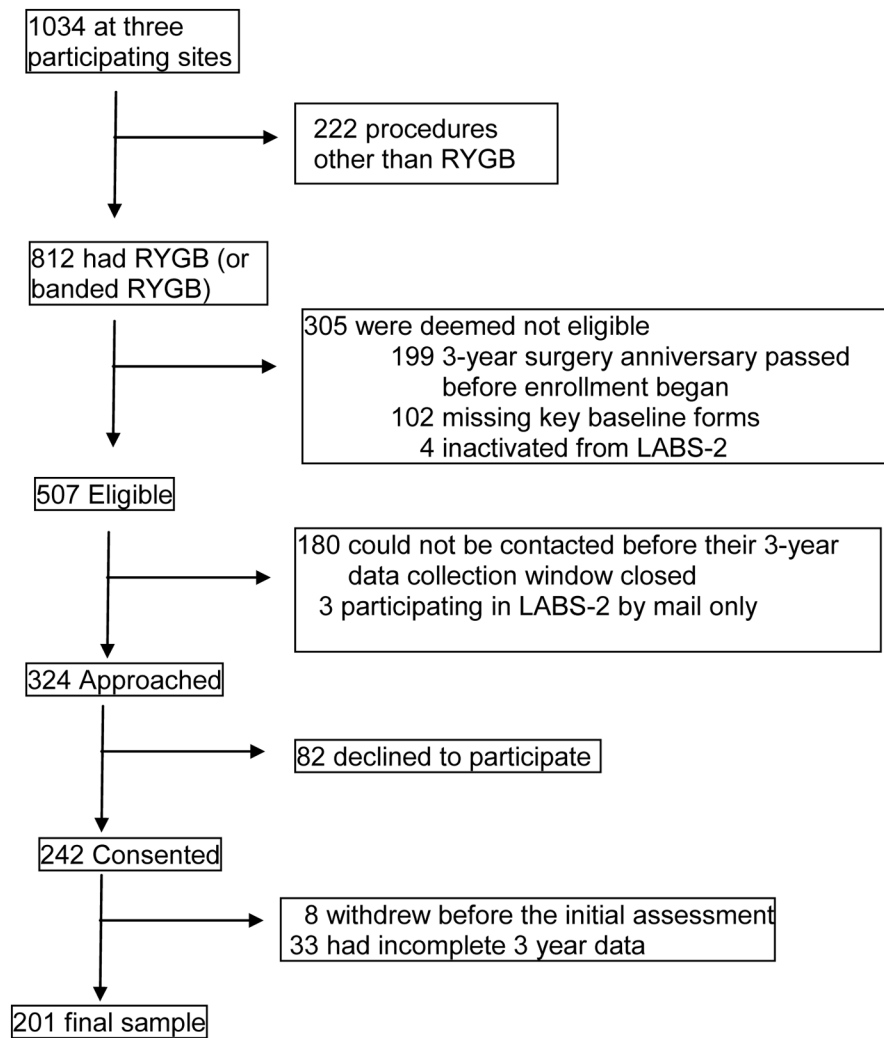 1034 at three
participating sites
222 procedures
other than RYGB
812 had RYGB (or
banded RYGB)
305 were deemed not eligible
199 3-year surgery anniversary passed
before enrollment began
102 missing key baseline forms
4 inactivated from LABS-2
507 Eligible
180 could not be contacted before their 3-year
data collection window closed
3 participating in LABS-2 by mail only
324 Approached
82 declined to participate
242 Consented
8 withdrew before the initial assessment
33 had incomplete 3 year data
201 final sample